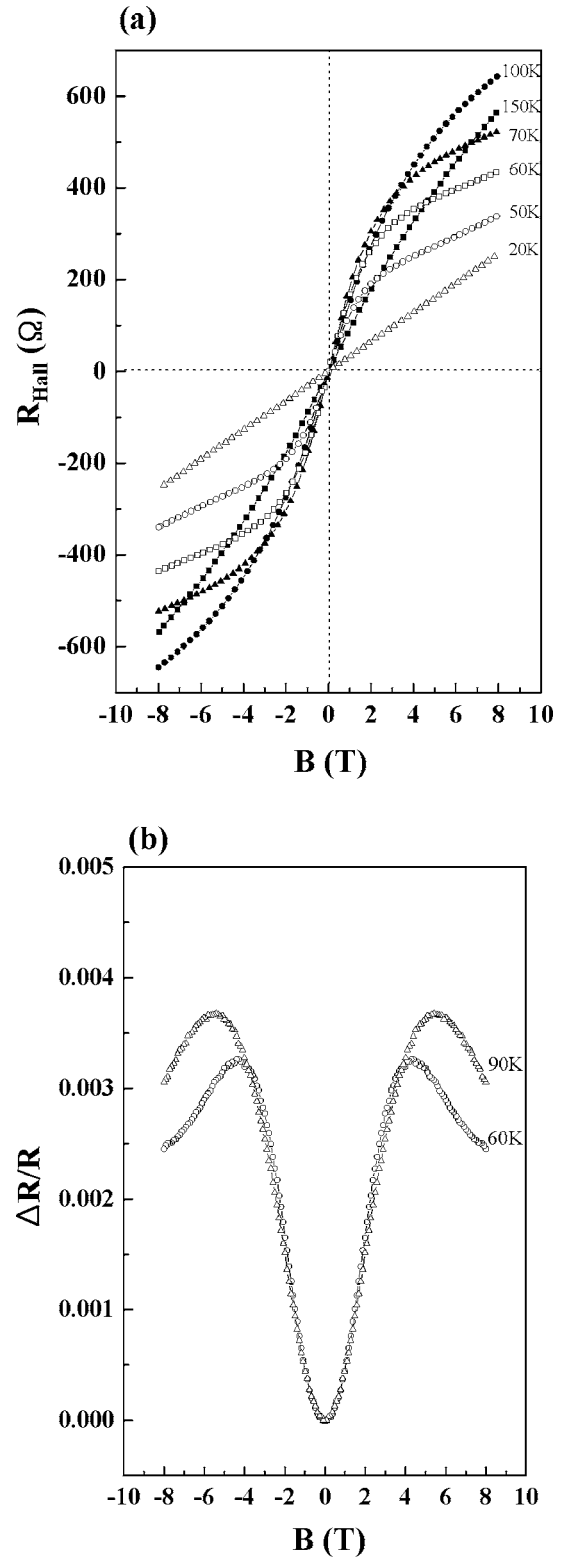 (a)
600
400
200
0
-200
-400
-600
R_Hall (Ω)
100K
150K
70K
60K
50K
20K
-10 -8 -6 -4 -2 0 2 4 6 8 10
B (T)
(b)
0.005
0.004
0.003
0.002
0.001
0.000
ΔR/R
90K
60K
-10 -8 -6 -4 -2 0 2 4 6 8 10
B (T)